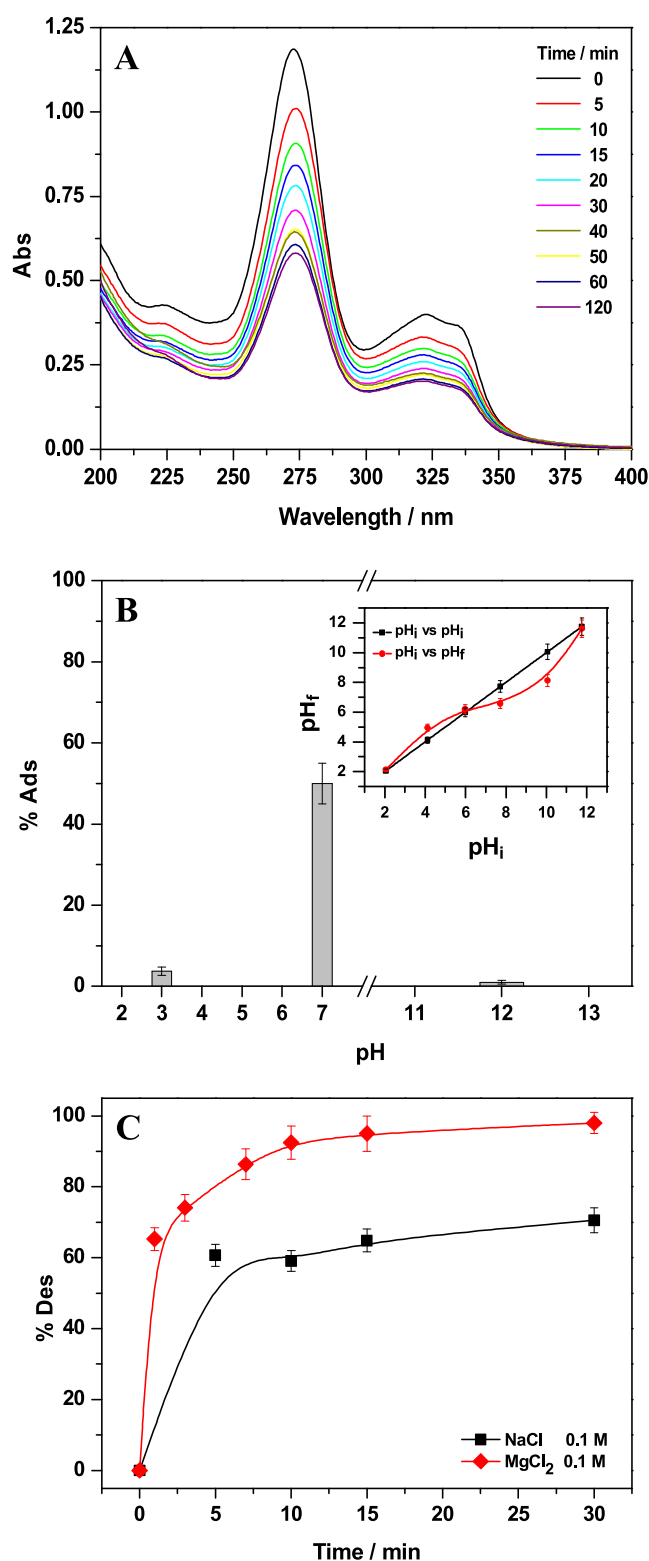 A
1.25
1.00
0.75
0.50
0.25
0.00
Abs
200 225 250 275 300 325 350 375 400
Wavelength / nm
Time / min
0
5
10
15
20
30
40
50
60
120
B
100
80
60
40
20
0
% Ads
2 3 4 5 6 7 11 12 13
pH
pHi vs pHi
pHi vs pHf
12
10
8
6
4
2
pHf
2 4 6 8 10 12
pHi
C
100
80
60
40
20
0
% Des
0 5 10 15 20 25 30
Time / min
NaCl 0.1 M
MgCl2 0.1 M